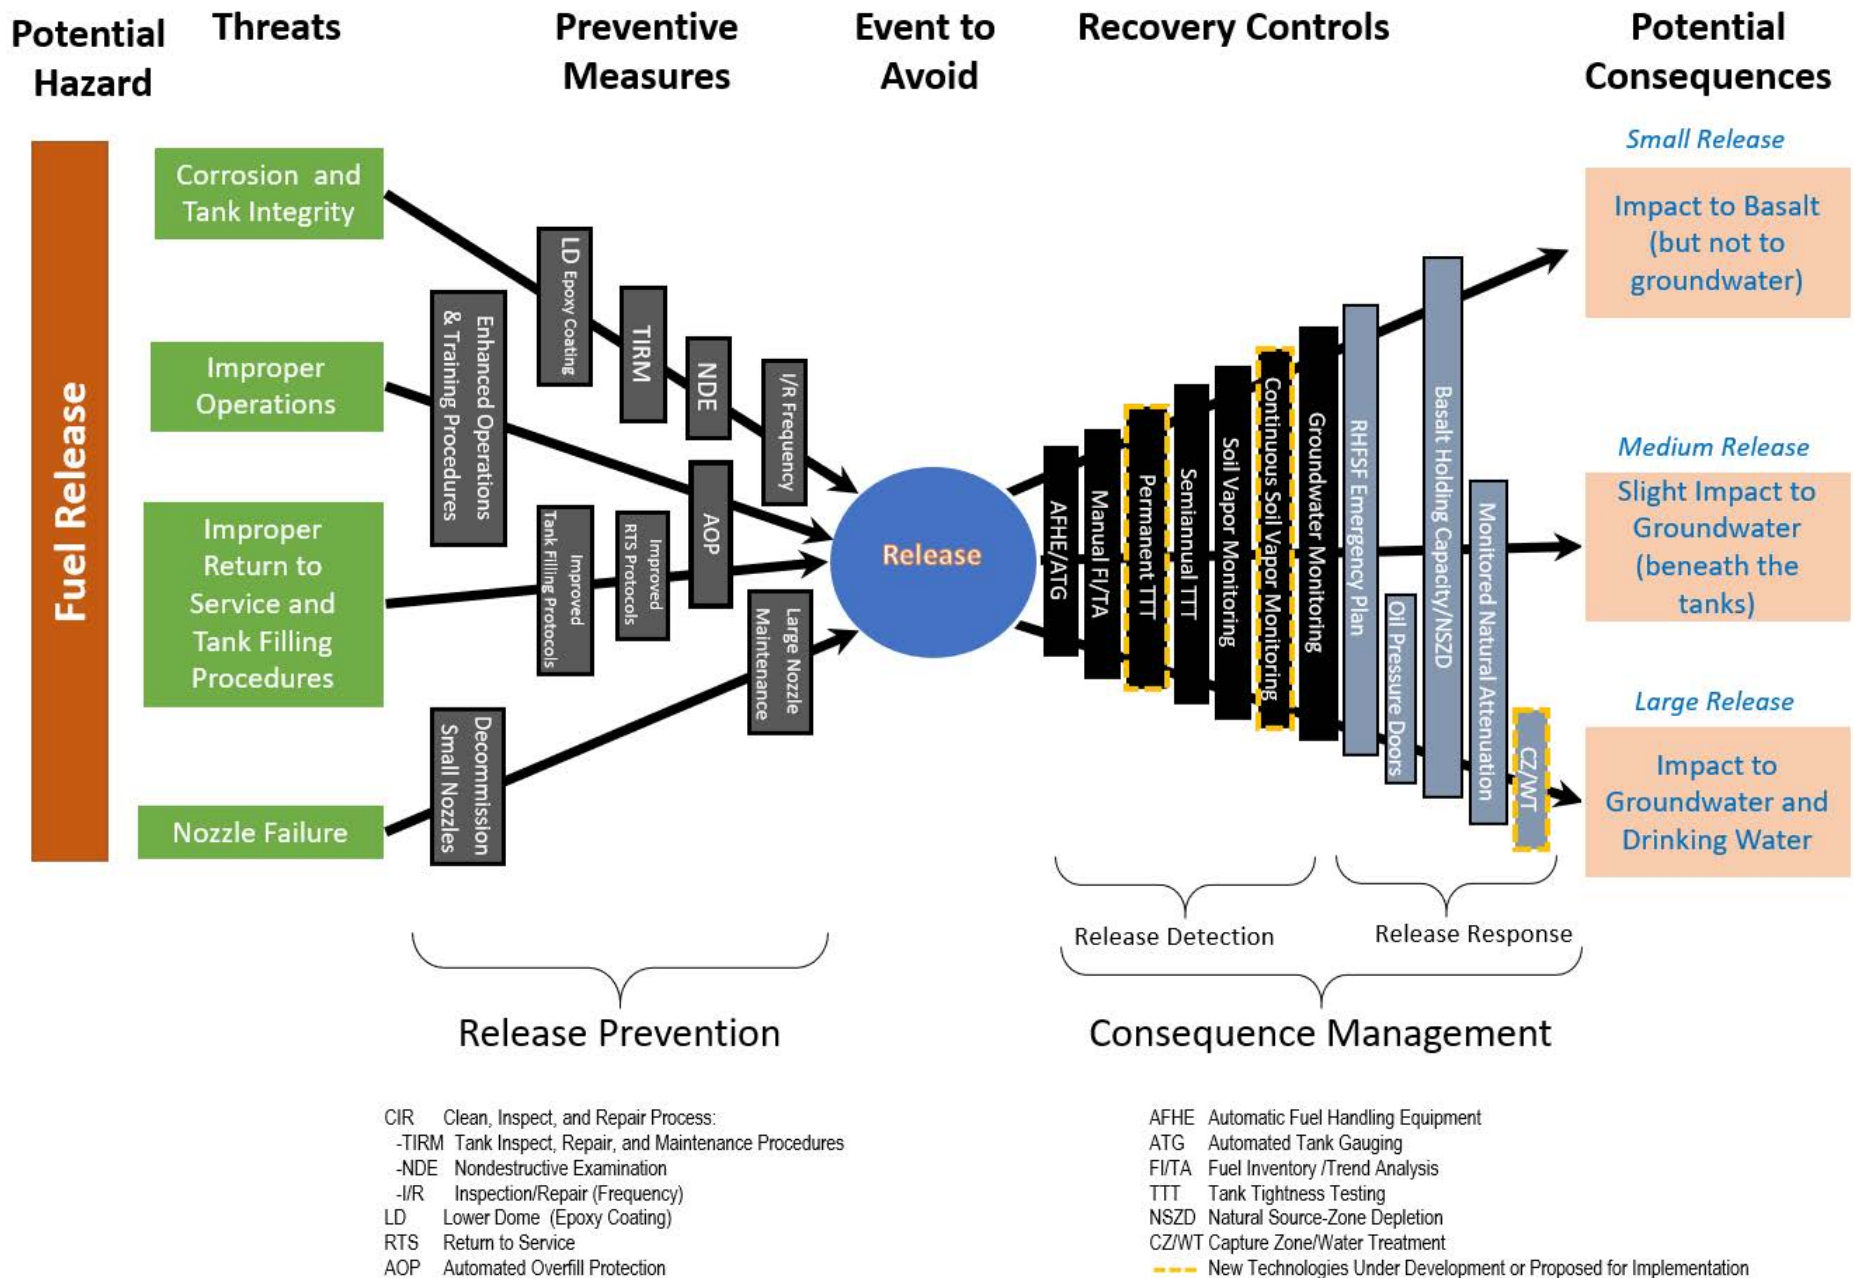 Potential
Hazard
Threats
Preventive
Measures
Event to
Avoid
Recovery Controls
Potential
Consequences
Fuel Release
Corrosion and
Tank Integrity
Improper
Operations
Improper
Return to
Service and
Tank Filling
Procedures
Nozzle Failure
Enhanced Operations
& Training Procedures
LD Epoxy Coating
TIRM
NDE
I/R Frequency
Improved
Tank Filling Protocols
Improved
RTS Protocols
AOP
Large Nozzle
Maintenance
Decommission
Small Nozzles
Release
AFHE/ATG
Manual FI/TA
Permanent TTT
Semiannual TTT
Soil Vapor Monitoring
Continuous Soil Vapor Monitoring
Groundwater Monitoring
RHFSF Emergency Plan
Oil Pressure Doors
Basalt Holding Capacity/NSZD
Monitored Natural Attenuation
CZ/WT
Small Release
Impact to Basalt
(but not to
groundwater)
Medium Release
Slight Impact to
Groundwater
(beneath the
tanks)
Large Release
Impact to
Groundwater and
Drinking Water
Release Detection
Release Response
Release Prevention
Consequence Management
CIR Clean, Inspect, and Repair Process:
-TIRM Tank Inspect, Repair, and Maintenance Procedures
-NDE Nondestructive Examination
-I/R Inspection/Repair (Frequency)
LD Lower Dome (Epoxy Coating)
RTS Return to Service
AOP Automated Overfill Protection
AFHE Automatic Fuel Handling Equipment
ATG Automated Tank Gauging
FI/TA Fuel Inventory /Trend Analysis
TTT Tank Tightness Testing
NSZD Natural Source-Zone Depletion
CZ/WT Capture Zone/Water Treatment
New Technologies Under Development or Proposed for Implementation